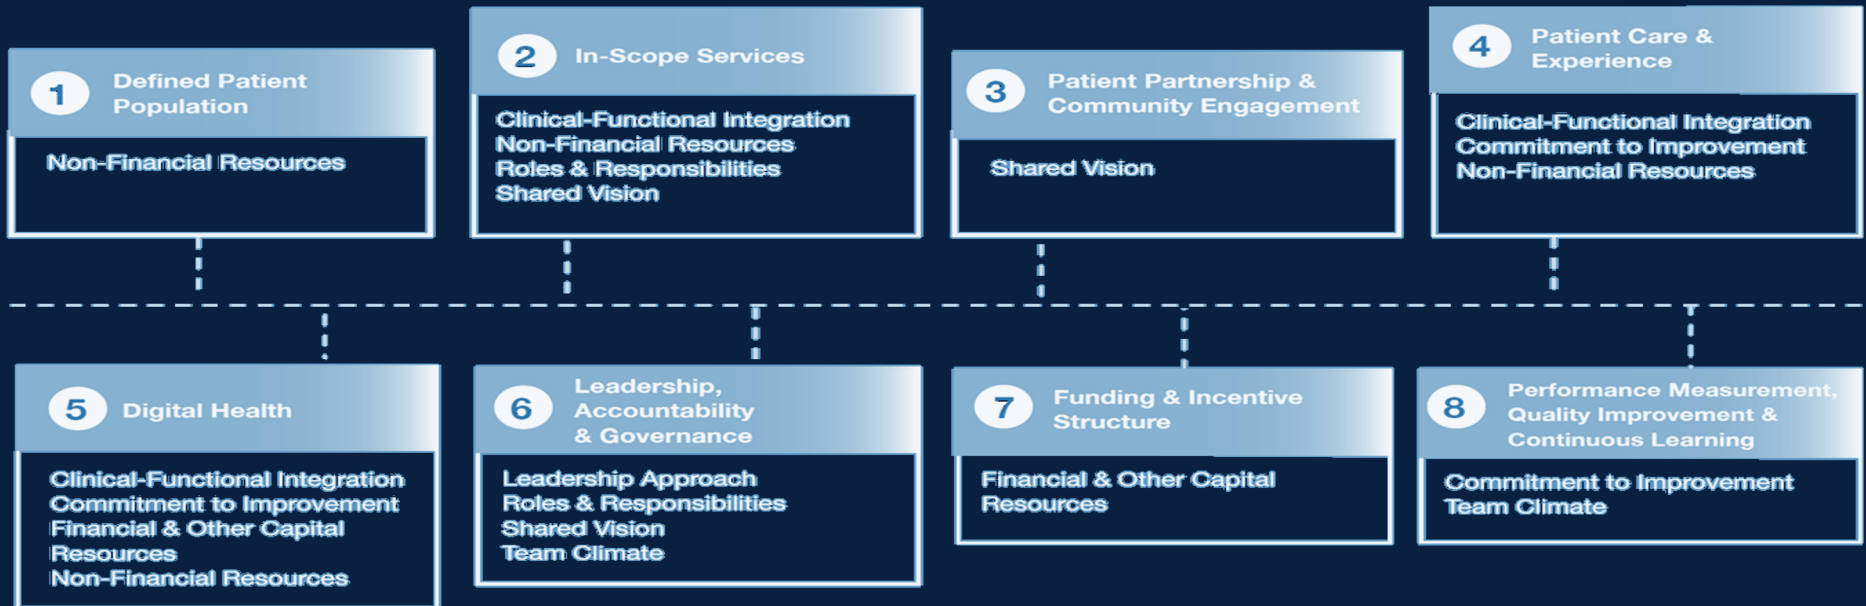 1
Defined Patient
Population
Non-Financial Resources
2
In-Scope Services
Clinical-Functional Integration
Non-Financial Resources
Roles & Responsibilities
Shared Vision
3
Patient Partnership &
Community Engagement
Shared Vision
4
Patient Care &
Experience
Clinical-Functional Integration
Commitment to Improvement
Non-Financial Resources
5
Digital Health
Clinical-Functional Integration
Commitment to Improvement
Financial & Other Capital
Resources
Non-Financial Resources
6
Leadership,
Accountability
& Governance
Leadership Approach
Roles & Responsibilities
Shared Vision
Team Climate
7
Funding & Incentive
Structure
Financial & Other Capital
Resources
8
Performance Measurement,
Quality Improvement &
Continuous Learning
Commitment to Improvement
Team Climate